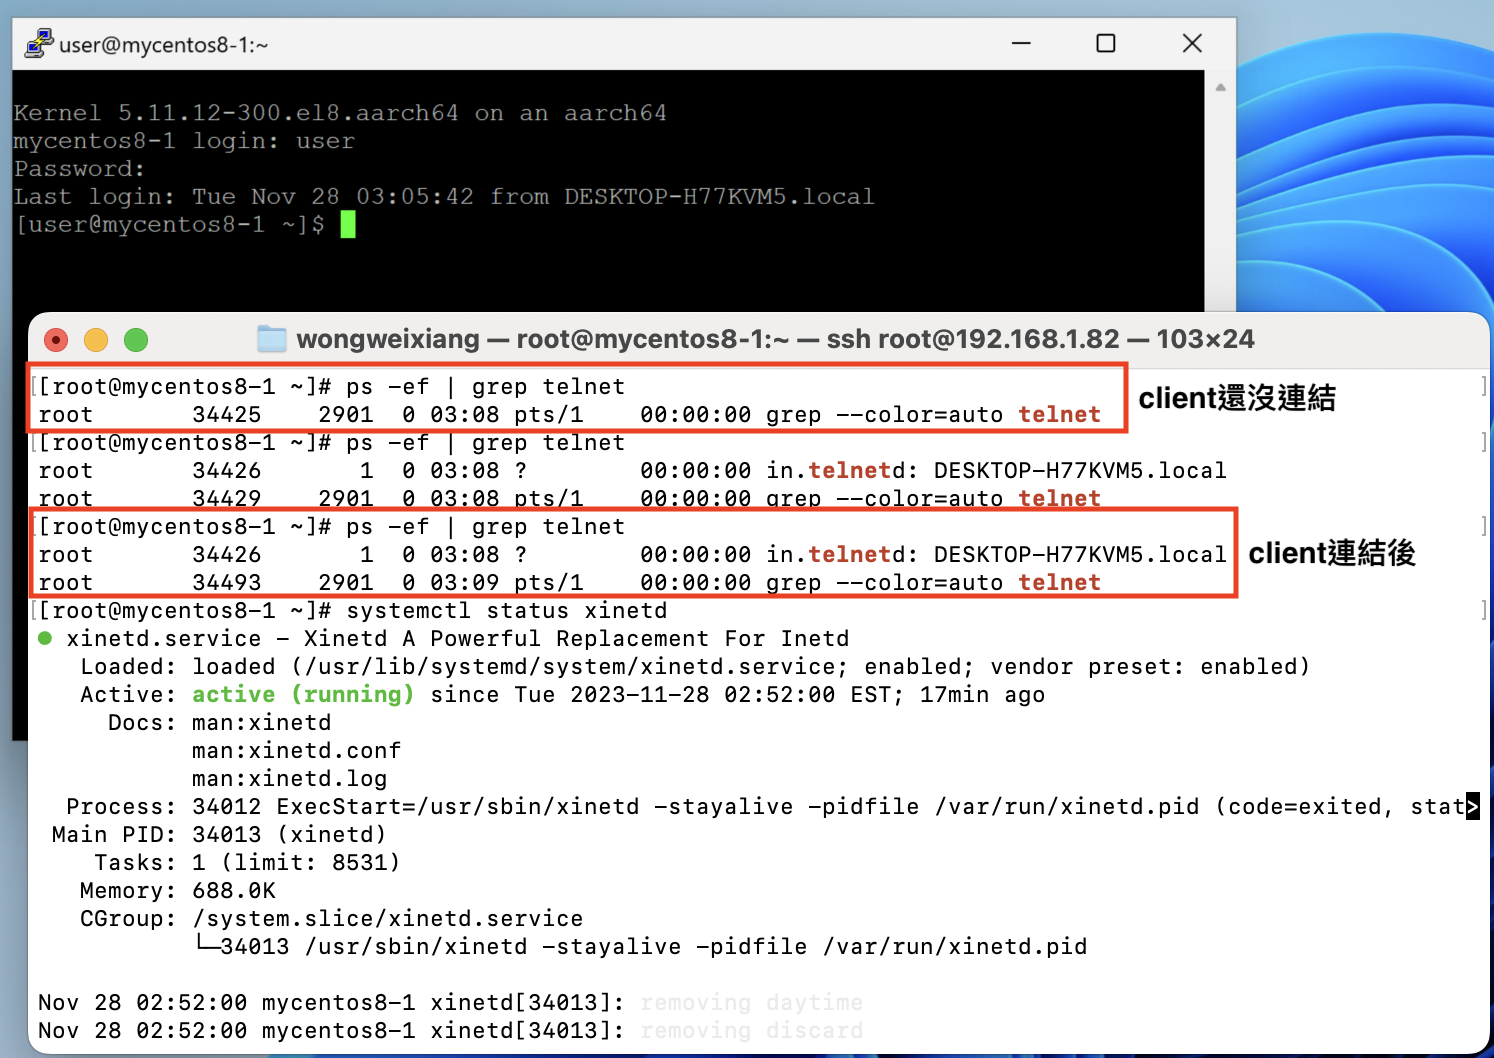 user@mycentos8-1:~
Kernel 5.11.12-300.el8.aarch64 on an aarch64
mycentos8-1 login: user
Password:
Last login: Tue Nov 28 03:05:42 from DESKTOP-H77KVM5.local
[user@mycentos8-1 ~]$
wongweixiang — root@mycentos8-1:~ — ssh root@192.168.1.82 — 103×24
[[root@mycentos8-1 ~]# ps -ef | grep telnet ]
root 34425 2901 0 03:08 pts/1 00:00:00 grep --color=auto telnet
client還沒連結
[[root@mycentos8-1 ~]# ps -ef | grep telnet ]
root 34426 1 0 03:08 ? 00:00:00 in.telnetd: DESKTOP-H77KVM5.local
root 34429 2901 0 03:08 pts/1 00:00:00 grep --color=auto telnet
[[root@mycentos8-1 ~]# ps -ef | grep telnet ]
root 34426 1 0 03:08 ? 00:00:00 in.telnetd: DESKTOP-H77KVM5.local
root 34493 2901 0 03:09 pts/1 00:00:00 grep --color=auto telnet
client連結後
[[root@mycentos8-1 ~]# systemctl status xinetd ]
● xinetd.service - Xinetd A Powerful Replacement For Inetd
Loaded: loaded (/usr/lib/systemd/system/xinetd.service; enabled; vendor preset: enabled)
Active: active (running) since Tue 2023-11-28 02:52:00 EST; 17min ago
Docs: man:xinetd
man:xinetd.conf
man:xinetd.log
Process: 34012 ExecStart=/usr/sbin/xinetd -stayalive -pidfile /var/run/xinetd.pid (code=exited, stat>
Main PID: 34013 (xinetd)
Tasks: 1 (limit: 8531)
Memory: 688.0K
CGroup: /system.slice/xinetd.service
└─34013 /usr/sbin/xinetd -stayalive -pidfile /var/run/xinetd.pid
Nov 28 02:52:00 mycentos8-1 xinetd[34013]: removing daytime
Nov 28 02:52:00 mycentos8-1 xinetd[34013]: removing discard